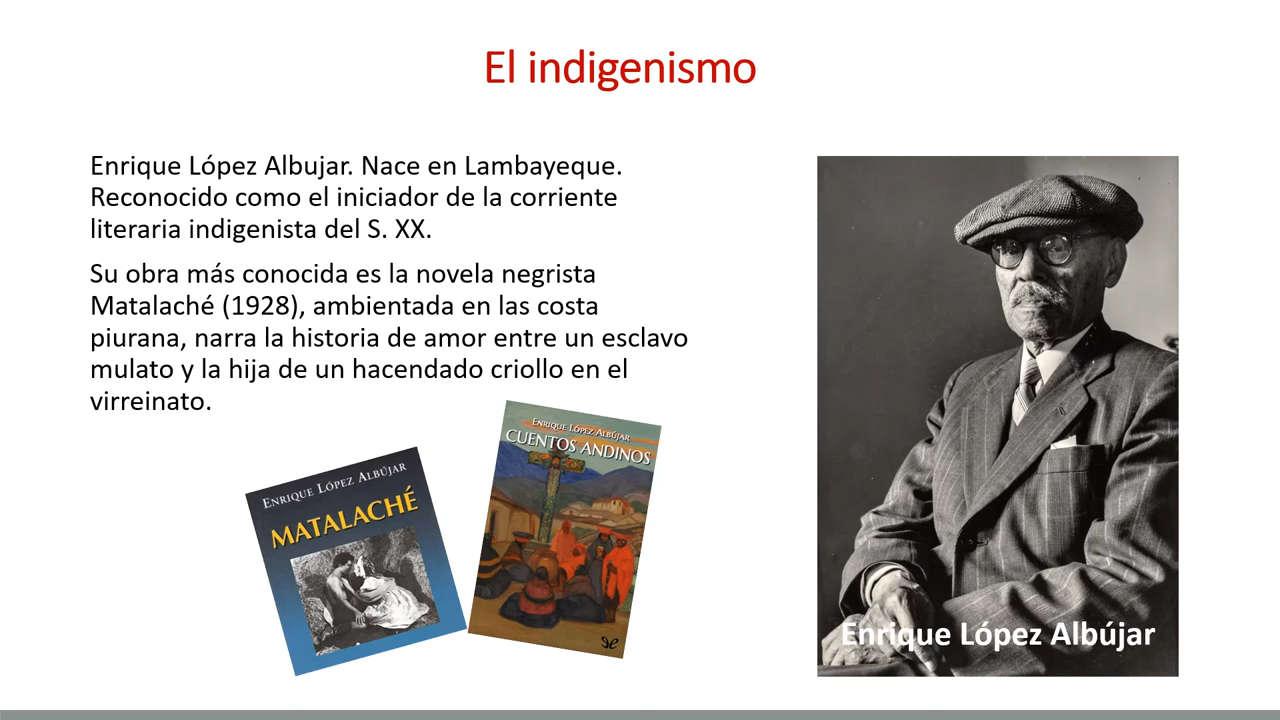 El indigenismo
Enrique López Albujar. Nace en Lambayeque.
Reconocido como el iniciador de la corriente
literaria indigenista del S. XX.
Su obra más conocida es la novela negrista
Matalaché (1928), ambientada en las costa
piurana, narra la historia de amor entre un esclavo
mulato y la hija de un hacendado criollo en el
virreinato.
ENRIQUE LÓPEZ ALBÚJAR
MATALACHÉ
ENRIQUE LÓPEZ ALBÚJAR
CUENTOS ANDINOS
Enrique López Albújar